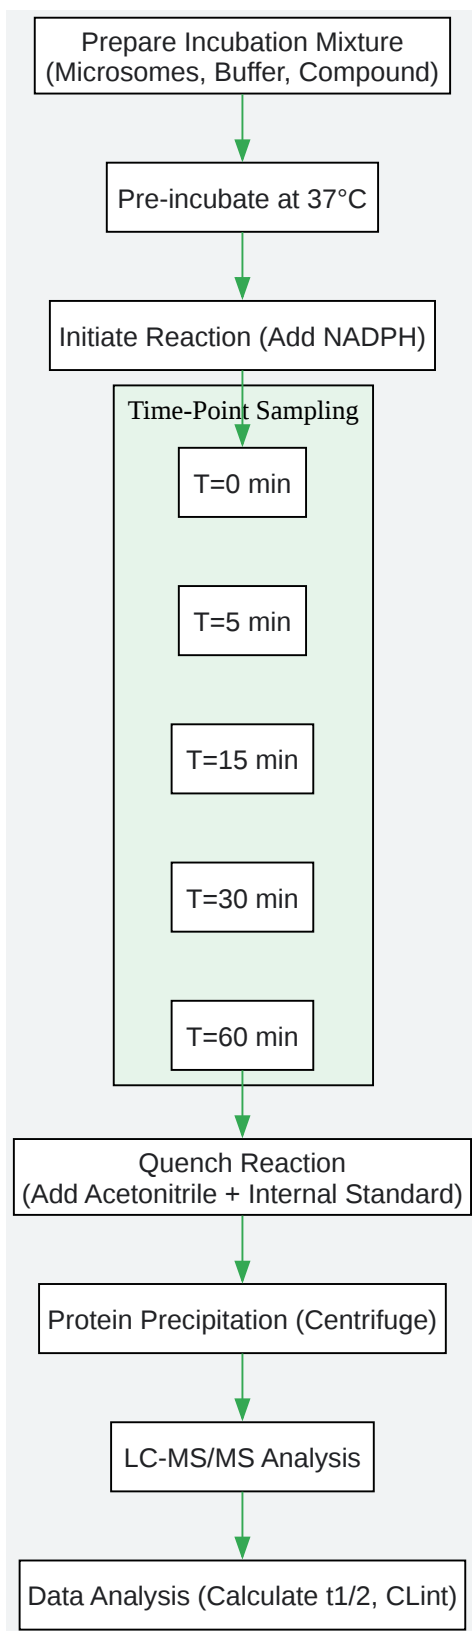 Prepare Incubation Mixture
(Microsomes, Buffer, Compound)
Pre-incubate at 37°C
Initiate Reaction (Add NADPH)
Time-Point Sampling
T=0 min
T=5 min
T=15 min
T=30 min
T=60 min
Quench Reaction
(Add Acetonitrile + Internal Standard)
Protein Precipitation (Centrifuge)
LC-MS/MS Analysis
Data Analysis (Calculate t1/2, CLint)